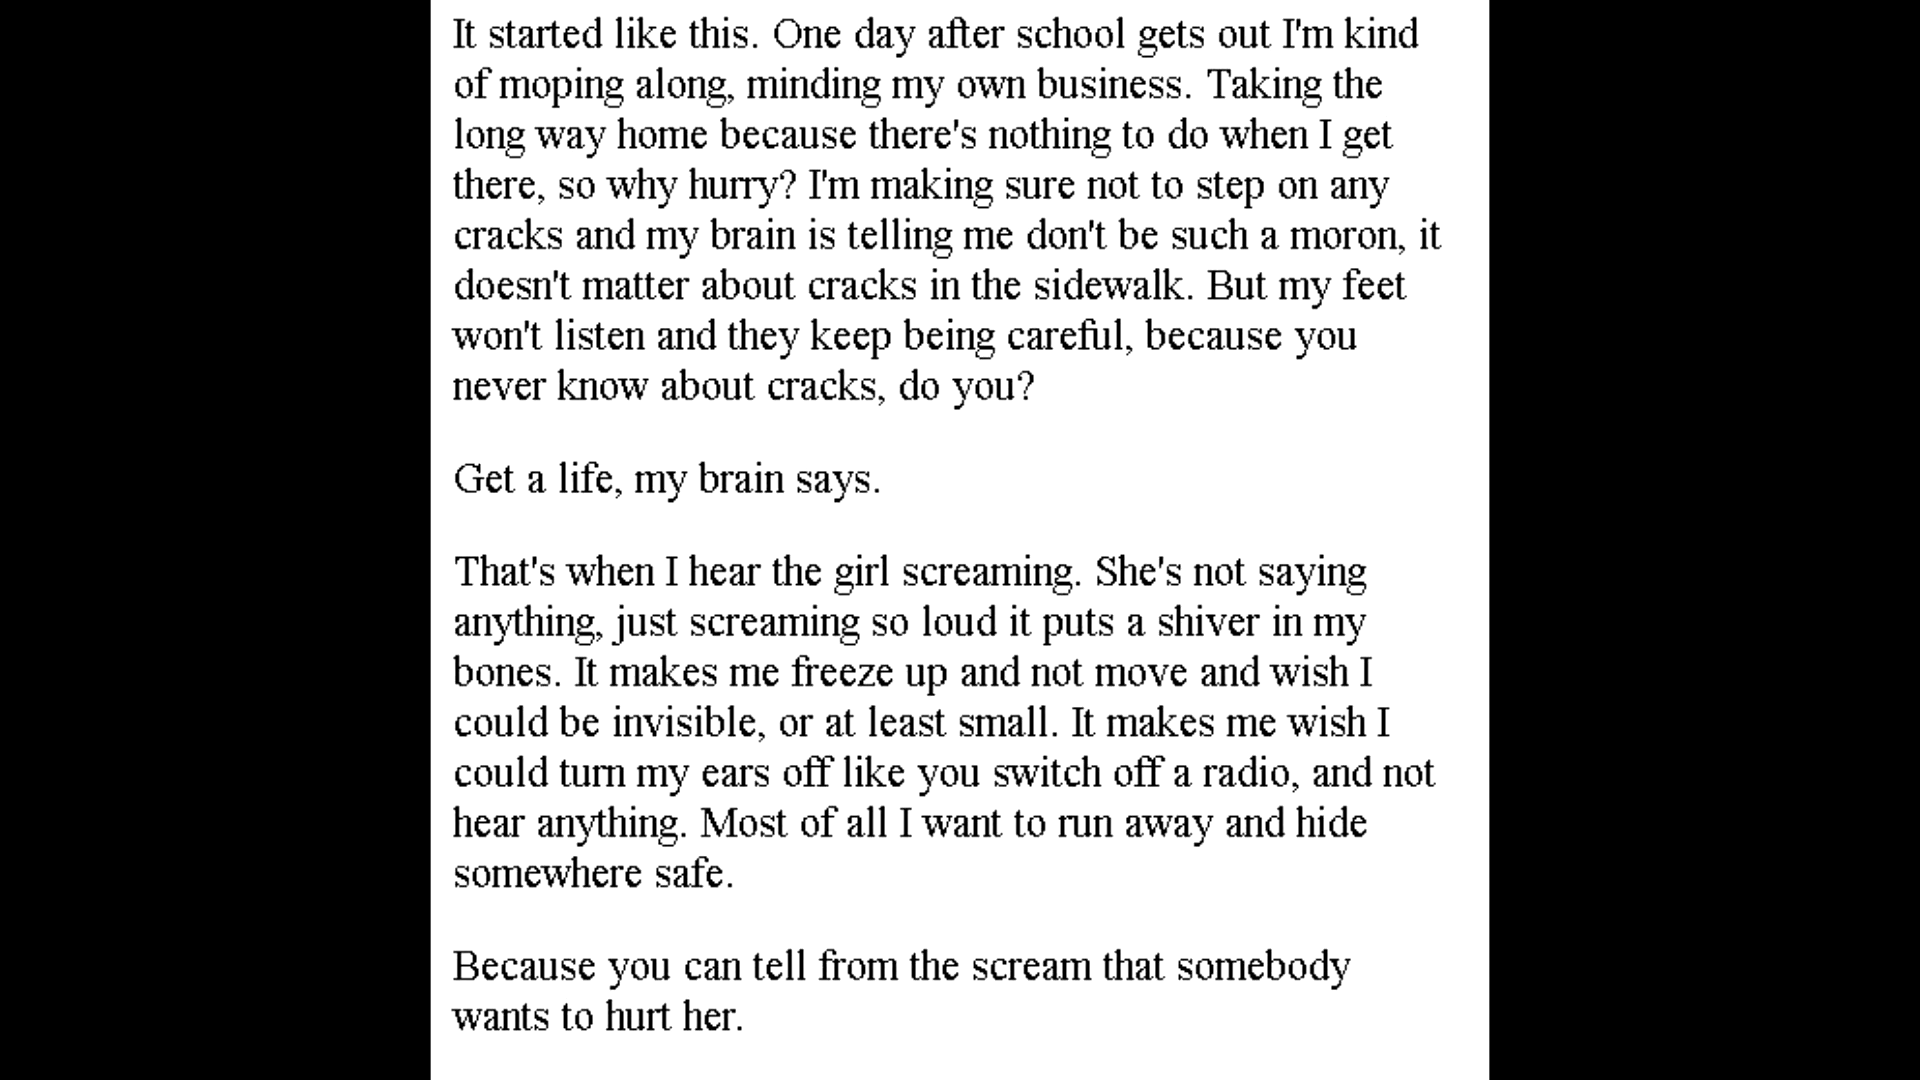 It started like this. One day after school gets out I'm kind
of moping along, minding my own business. Taking the
long way home because there's nothing to do when I get
there, so why hurry? I'm making sure not to step on any
cracks and my brain is telling me don't be such a moron, it
doesn't matter about cracks in the sidewalk. But my feet
won't listen and they keep being careful, because you
never know about cracks, do you?
Get a life, my brain says.
That's when I hear the girl screaming. She's not saying
anything, just screaming so loud it puts a shiver in my
bones. It makes me freeze up and not move and wish I
could be invisible, or at least small. It makes me wish I
could turn my ears off like you switch off a radio, and not
hear anything. Most of all I want to run away and hide
somewhere safe.
Because you can tell from the scream that somebody
wants to hurt her.